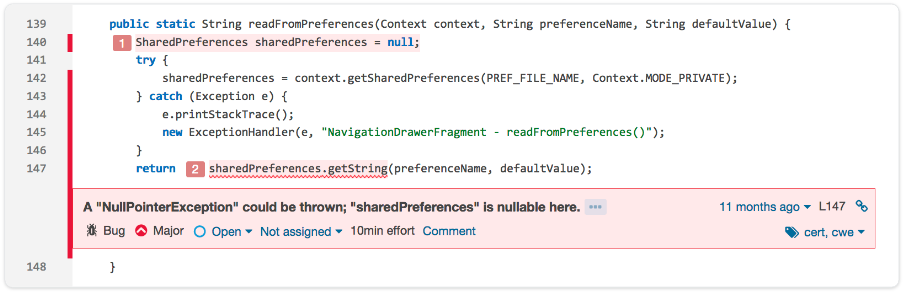 139 public static String readFromPreferences(Context context, String preferenceName, String defaultValue) {
140 1 SharedPreferences sharedPreferences = null;
141 try {
142 sharedPreferences = context.getSharedPreferences(PREF_FILE_NAME, Context.MODE_PRIVATE);
143 } catch (Exception e) {
144 e.printStackTrace();
145 new ExceptionHandler(e, "NavigationDrawerFragment - readFromPreferences()");
146 }
147 return 2 sharedPreferences.getString(preferenceName, defaultValue);
A "NullPointerException" could be thrown; "sharedPreferences" is nullable here. ••• 11 months ago L147
Bug Major Open Not assigned 10min effort Comment cert, cwe
148 }